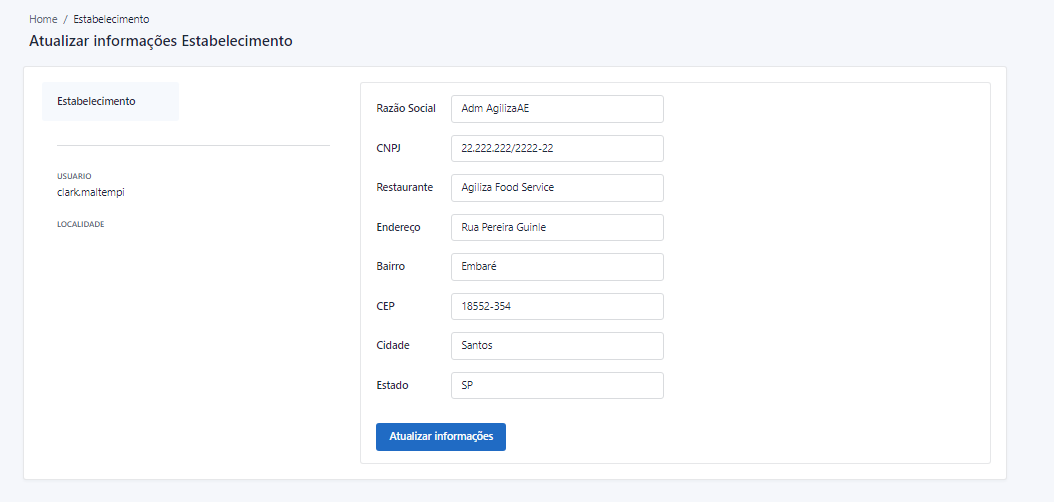 Home / Estabelecimento
Atualizar informações Estabelecimento
Estabelecimento
USUARIO
clark.maltempi
LOCALIDADE
Razão Social Adm AgilizaAE
CNPJ 22.222.222/2222-22
Restaurante Agiliza Food Service
Endereço Rua Pereira Guinle
Bairro Embaré
CEP 18552-354
Cidade Santos
Estado SP
Atualizar informações